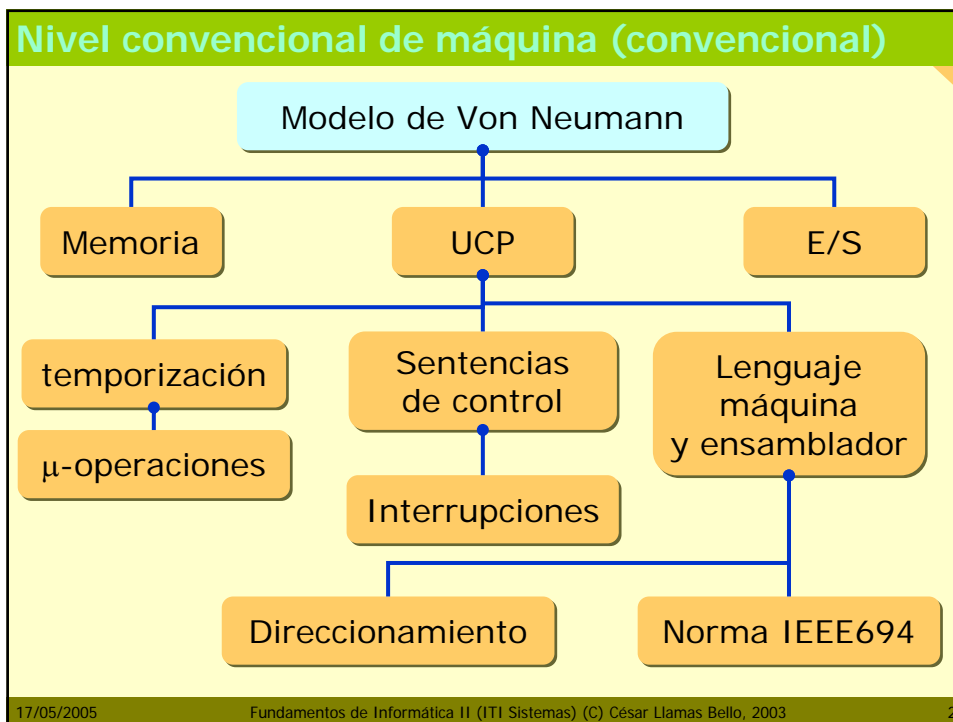 Nivel convencional de máquina (convencional)
Modelo de Von Neumann
Memoria
UCP
E/S
temporización
Sentencias
de control
Lenguaje
máquina
y ensamblador
μ-operaciones
Interrupciones
Direccionamiento
Norma IEEE694
17/05/2005
Fundamentos de Informática II (ITI Sistemas) (C) César Llamas Bello, 2003
2